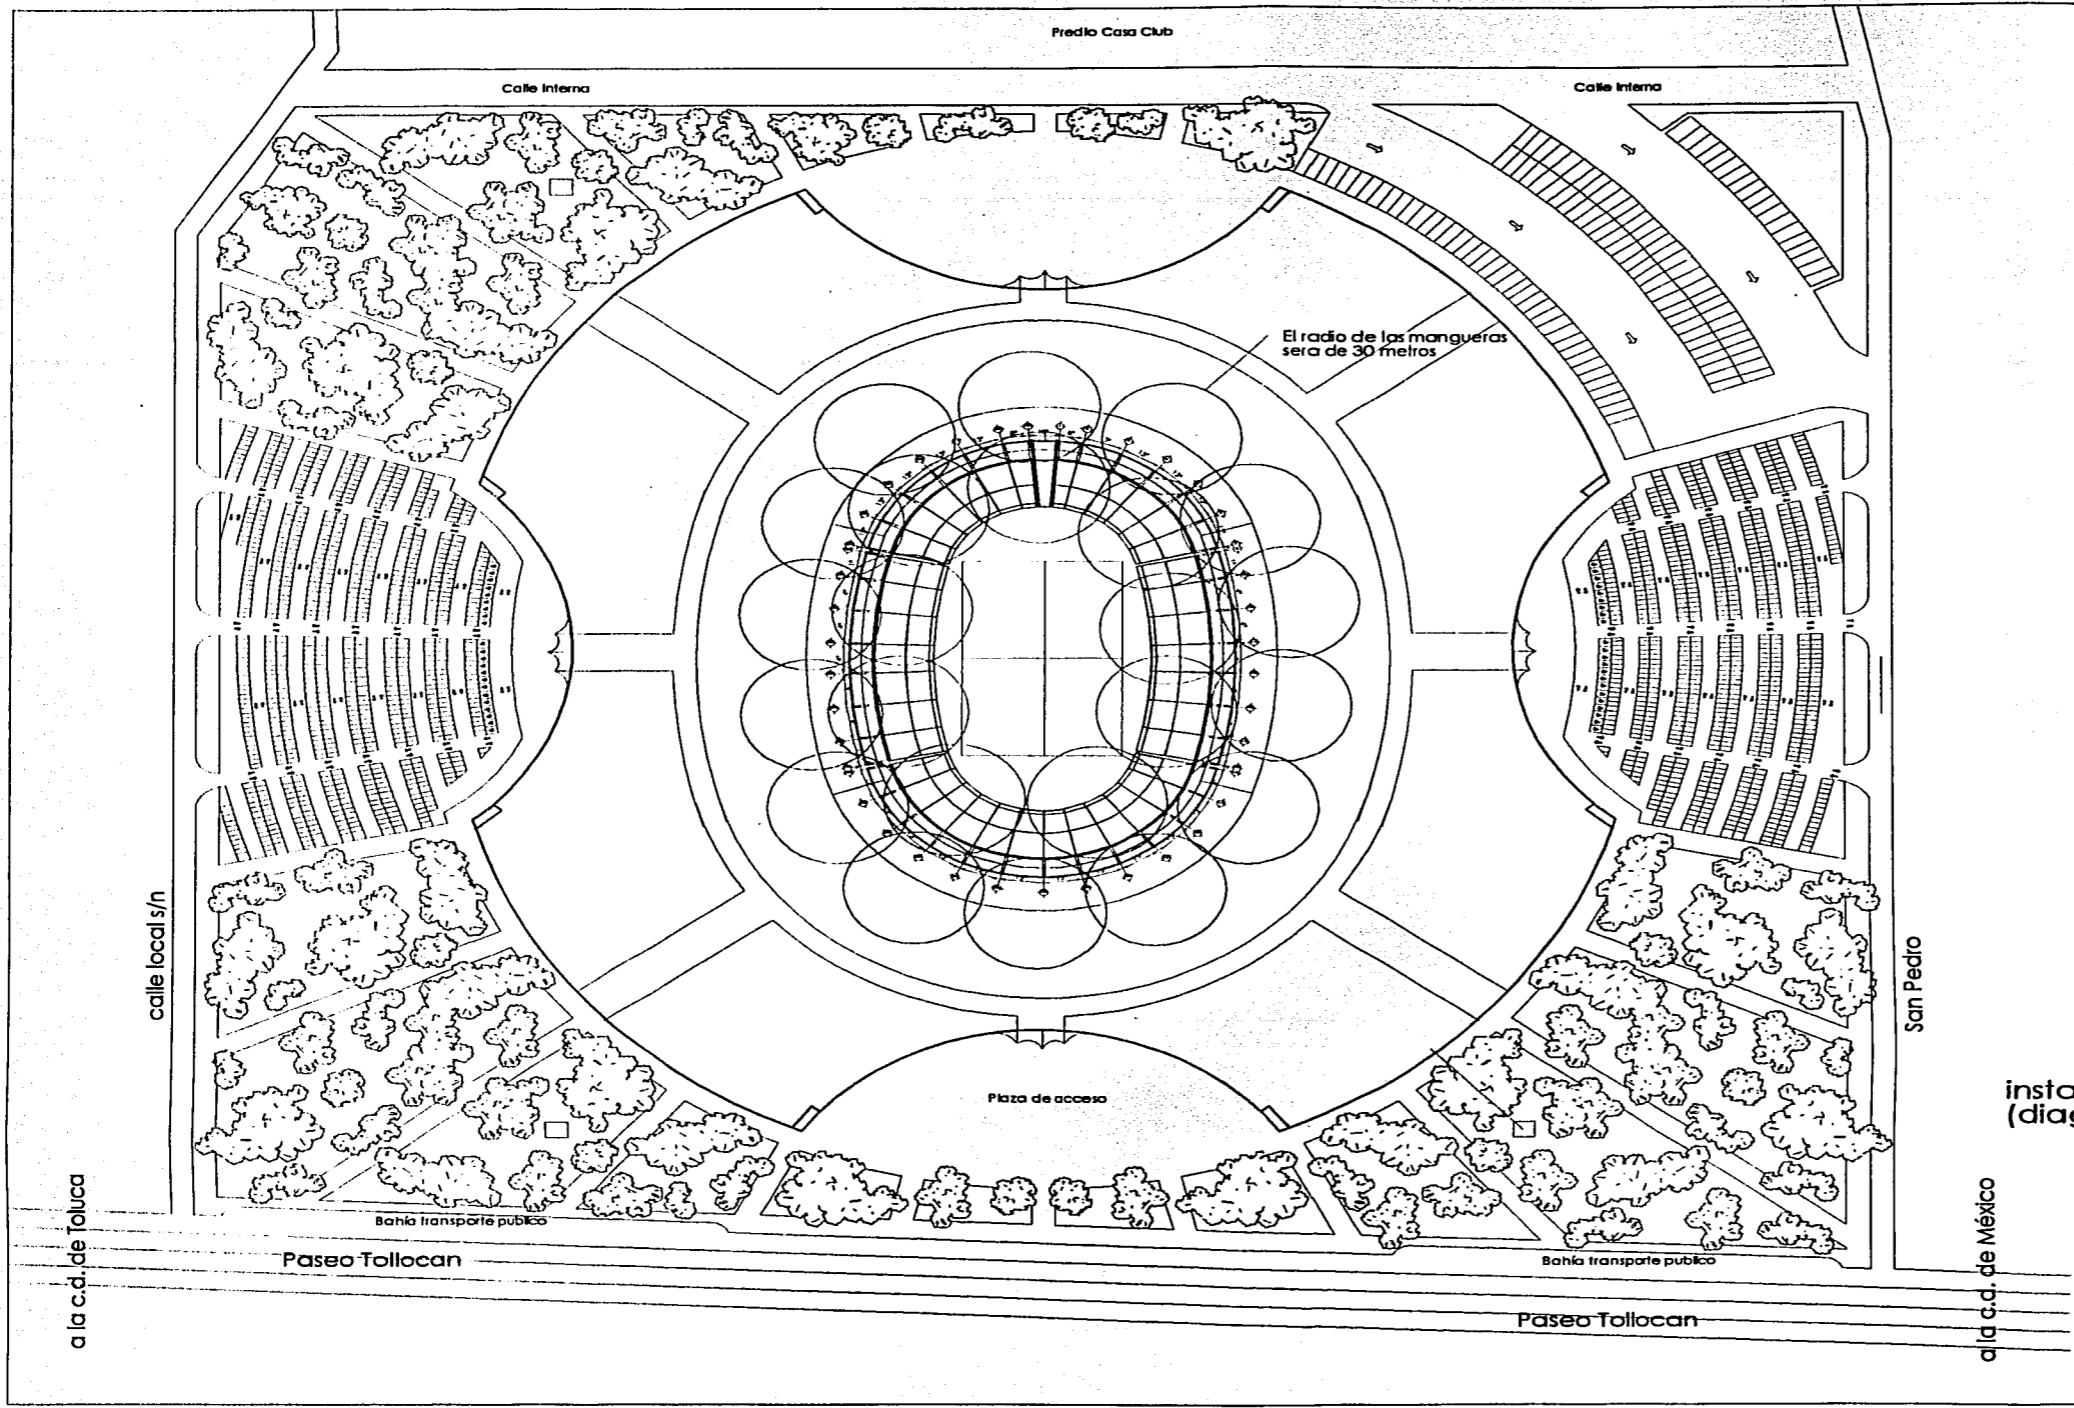 Predio Casa Club
Calle Interna
Calle Interna
El radio de las mangueras
sera de 30 metros
calle local s/n
San Pedro
Plaza de acceso
insta
(diag
a la c.d. de Toluca
a la c.d. de México
Bahía transporte publico
Paseo Tollocan
Bahía transporte publico
Paseo Tollocan